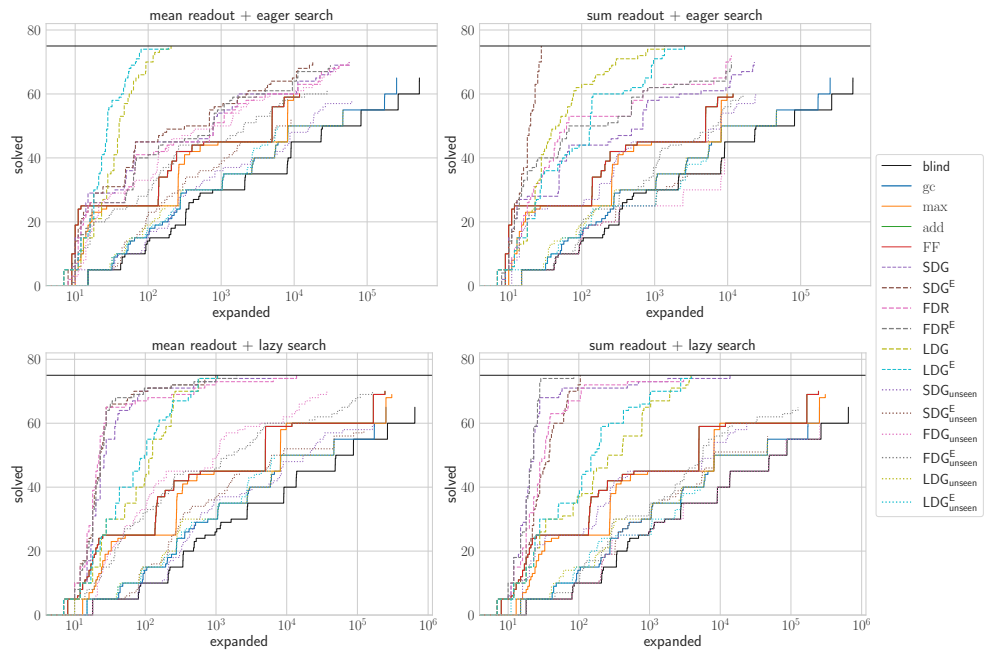 mean readout + eager search
sum readout + eager search
80
60
40
20
0
solved
10^1
10^2
10^3
10^4
10^5
expanded
80
60
40
20
0
solved
10^1
10^2
10^3
10^4
10^5
expanded
mean readout + lazy search
sum readout + lazy search
80
60
40
20
0
solved
10^1
10^2
10^3
10^4
10^5
10^6
expanded
80
60
40
20
0
solved
10^1
10^2
10^3
10^4
10^5
10^6
expanded
blind
gc
max
add
FF
SDG
SDG^E
FDR
FDR^E
LDG
LDG^E
SDG_unseen
SDG^E_unseen
FDG_unseen
FDG^E_unseen
LDG_unseen
LDG^E_unseen